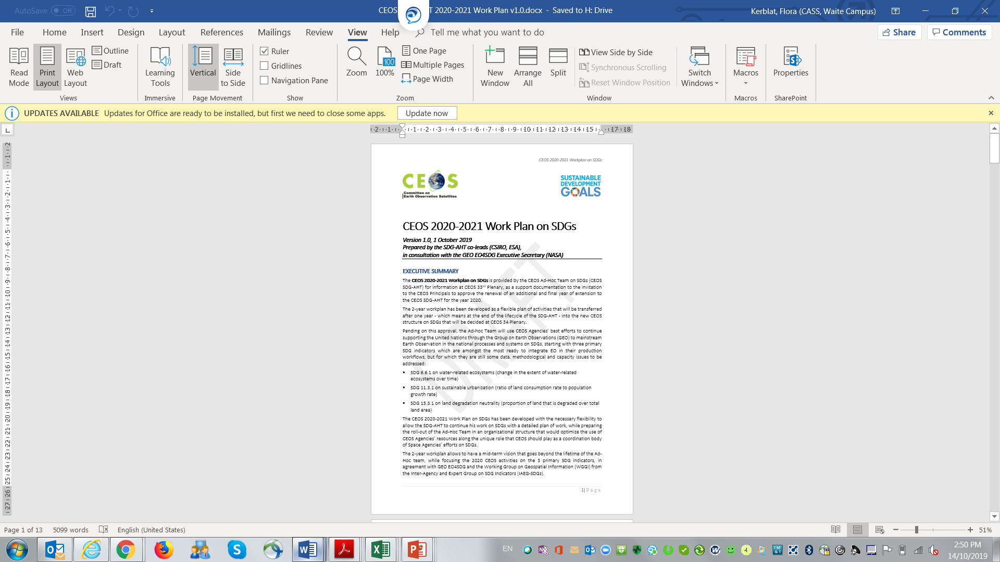 AutoSave Off
CEOS T 2020-2021 Work Plan v1.0.docx - Saved to H: Drive
Kerblat, Flora (CASS, Waite Campus)
File Home Insert Design Layout References Mailings Review View Help Tell me what you want to do
Share Comments
Read Mode
Print Layout
Web Layout
Outline
Draft
Views
Learning Tools
Immersive
Vertical
Side to Side
Page Movement
Ruler
Gridlines
Navigation Pane
Show
Zoom
100
100%
One Page
Multiple Pages
Page Width
Zoom
New Window
Arrange All
Split
View Side by Side
Synchronous Scrolling
Reset Window Position
Switch Windows
Window
Macros
Macros
Properties
SharePoint
UPDATES AVAILABLE Updates for Office are ready to be installed, but first we need to close some apps. Update now
L
2 1 1 2 3 4 5 6 7 8 9 10 11 12 13 14 15 17 18
2 1 1 2 3 4 5 6 7 8 9 10 11 12 13 14 15 16 17 18 19 20 21 22 23 24 25 26 27
CEOS 2020-2021 Workplan on SDGs
CEOS
Committee on
Earth Observation Satellites
SUSTAINABLE
DEVELOPMENT
GOALS
CEOS 2020-2021 Work Plan on SDGs
Version 1.0, 1 October 2019
Prepared by the SDG-AHT co-leads (CSIRO, ESA),
in consultation with the GEO EO4SDG Executive Secretary (NASA)
DRAFT
EXECUTIVE SUMMARY
The CEOS 2020-2021 Workplan on SDGs is provided by the CEOS Ad-Hoc Team on SDGs (CEOS
SDG-AHT) for information at CEOS 33rd Plenary, as a support documentation to the invitation
to the CEOS Principals to approve the renewal of an additional and final year of extension to
the CEOS SDG-AHT for the year 2020.
The 2-year workplan has been developed as a flexible plan of activities that will be transferred
after one year - which means at the end of the lifecycle of the SDG-AHT - into the new CEOS
structure on SDGs that will be decided at CEOS 34 Plenary.
Pending on this approval, the Ad-hoc Team will use CEOS Agencies' best efforts to continue
supporting the United Nations through the Group on Earth Observations (GEO) to mainstream
Earth Observation in the national processes and systems on SDGs, starting with three primary
SDG indicators which are amongst the most ready to integrate EO in their production
workflows, but for which they are still some data, methodological and capacity issues to be
addressed:
▪ SDG 6.6.1 on water-related ecosystems (change in the extent of water-related
ecosystems over time)
▪ SDG 11.3.1 on sustainable urbanization (ratio of land consumption rate to population
growth rate)
▪ SDG 15.3.1 on land degradation neutrality (proportion of land that is degraded over total
land area)
The CEOS 2020-2021 Work Plan on SDGs has been developed with the necessary flexibility to
allow the SDG-AHT to continue his work on SDGs with a detailed plan of work, while preparing
the roll-out of the Ad-Hoc Team in an organizational structure that would optimize the use of
CEOS Agencies' resources along the unique role that CEOS should play as a coordination body
of Space Agencies' efforts on SDGs.
The 2-year workplan allows to have a mid-term vision that goes beyond the lifetime of the Ad-
Hoc team, while focusing the 2020 CEOS activities on the 3 primary SDG indicators, in
agreement with GEO EO4SDG and the Working Group on Geospatial Information (WGGI) from
the Inter-Agency and Expert Group on SDG Indicators (IAEG-SDGs).
1| Page
Page 1 of 13 5099 words English (United States)
51%
EN
4
2:50 PM
14/10/2019